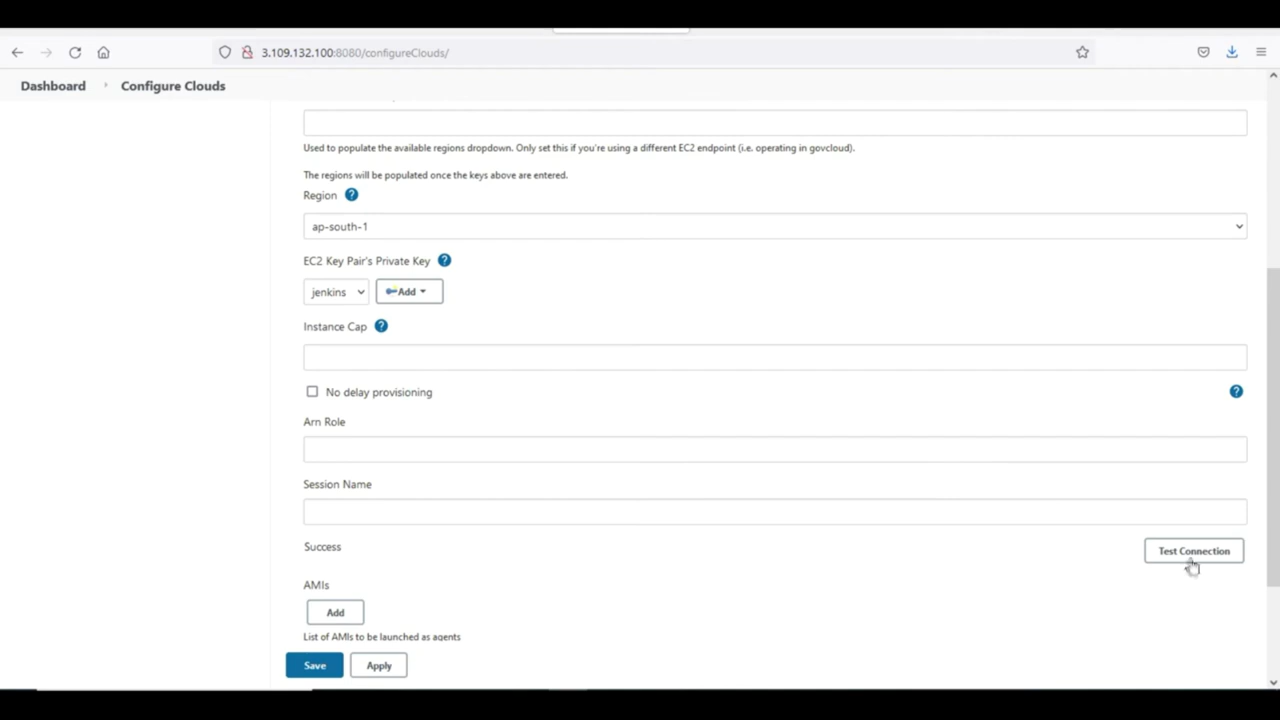 3.109.132.100:8080/configureClouds/
Dashboard Configure Clouds
Used to populate the available regions dropdown. Only set this if you're using a different EC2 endpoint (i.e. operating in govcloud).
The regions will be populated once the keys above are entered.
Region ?
ap-south-1
EC2 Key Pair's Private Key ?
jenkins Add
Instance Cap ?
No delay provisioning ?
Arn Role
Session Name
Success Test Connection
AMIs
Add
List of AMIs to be launched as agents
Save Apply